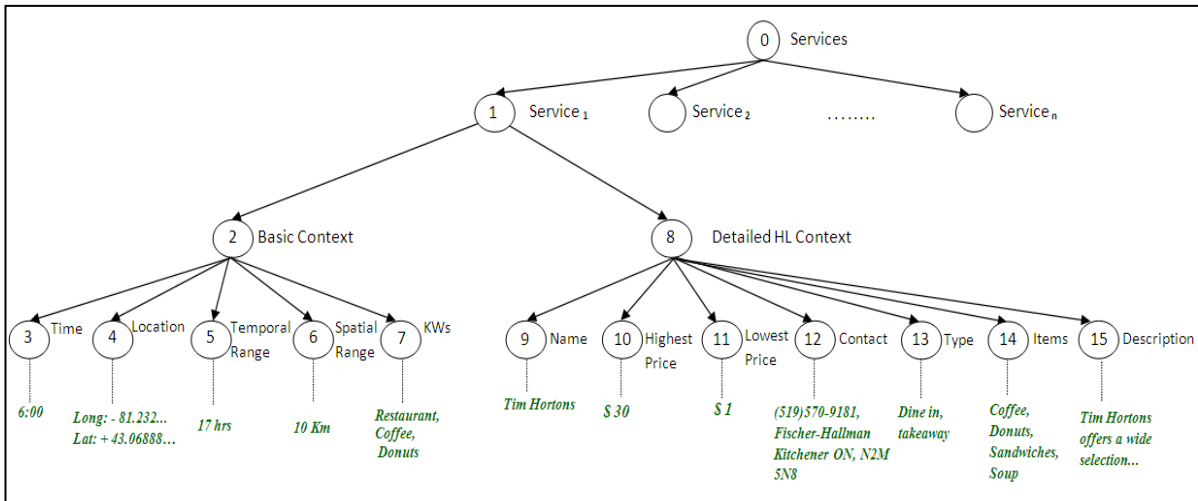 0 Services
1 Service 1
Service 2
........
Service n
2 Basic Context
8 Detailed HL Context
3 Time
4 Location
5 Temporal
Range
6 Spatial
Range
7 KWs
9 Name
10 Highest
Price
11 Lowest
Price
12 Contact
13 Type
14 Items
15 Description
6:00
Long: - 81.232...
Lat: + 43.06888...
17 hrs
10 Km
Restaurant,
Coffee,
Donuts
Tim Hortons
$ 30
$ 1
(519)570-9181,
Fischer-Hallman
Kitchener ON, N2M
5N8
Dine in,
takeaway
Coffee,
Donuts,
Sandwiches,
Soup
Tim Hortons
offers a wide
selection...